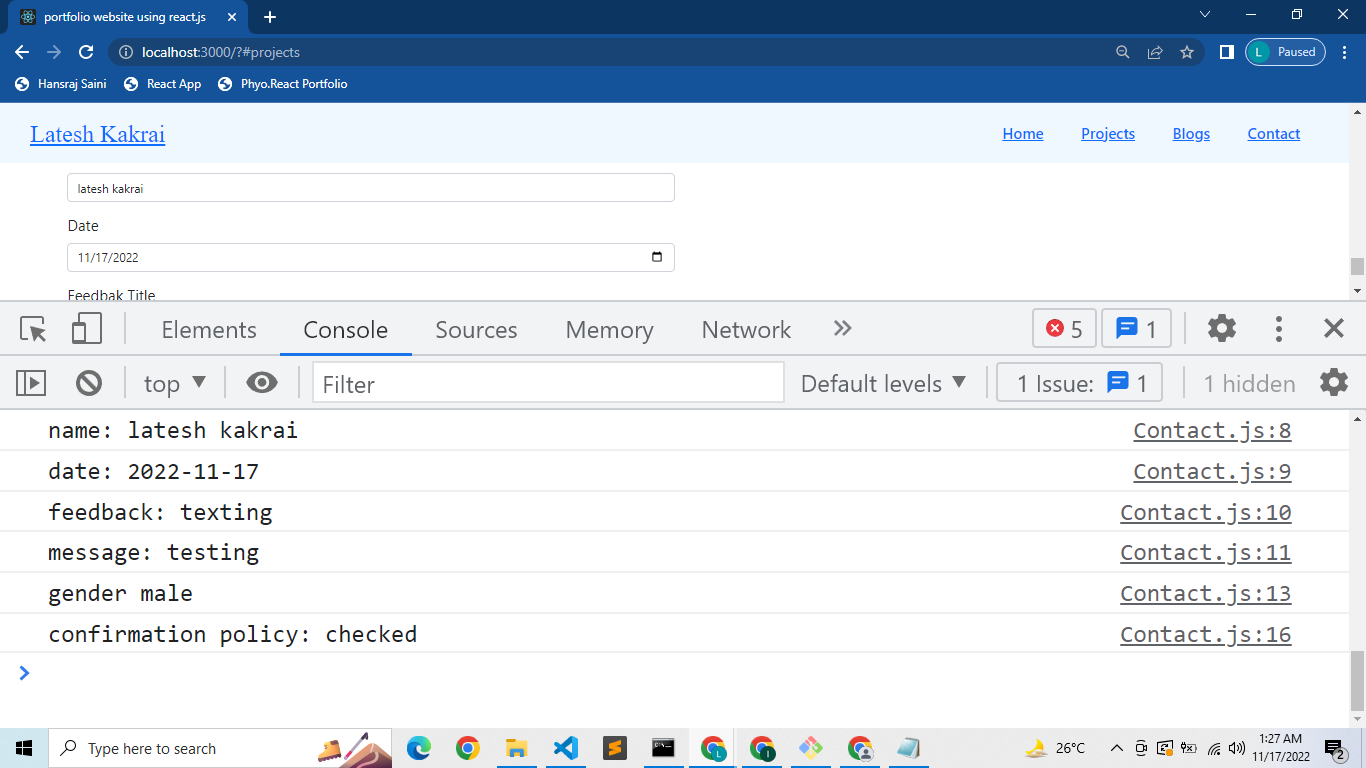 portfolio website using react.js
localhost:3000/?#projects
L Paused
Hansraj Saini React App Phyo.React Portfolio
Latesh Kakrai Home Projects Blogs Contact
latesh kakrai
Date
11/17/2022
Feedbak Title
Elements Console Sources Memory Network 5 1
top Filter Default levels 1 Issue: 1 1 hidden
name: latesh kakrai Contact.js:8
date: 2022-11-17 Contact.js:9
feedback: texting Contact.js:10
message: testing Contact.js:11
gender male Contact.js:13
confirmation policy: checked Contact.js:16
Type here to search L I 26°C 1:27 AM
11/17/2022 2